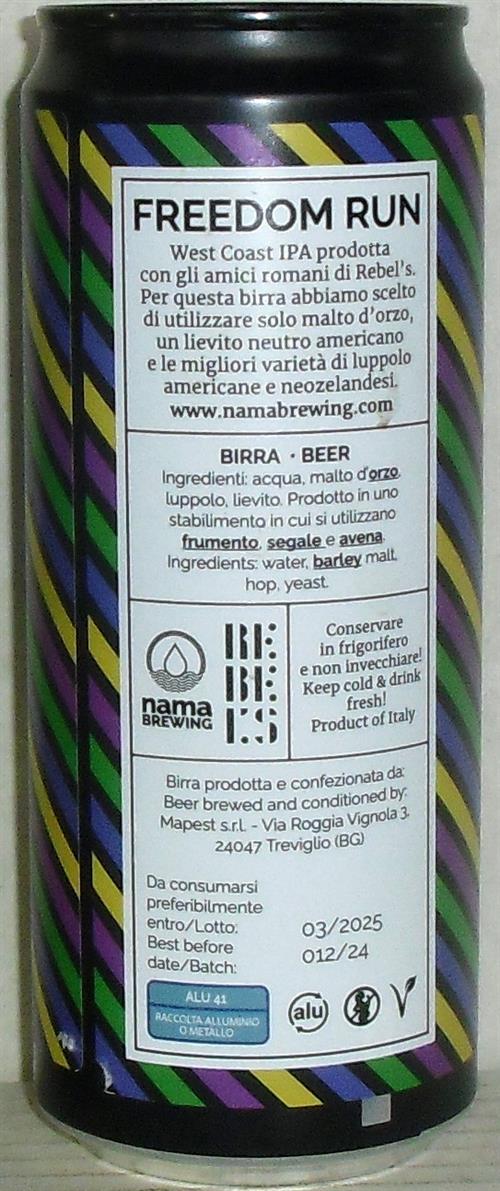 FREEDOM RUN
West Coast IPA prodotta
con gli amici romani di Rebel's.
Per questa birra abbiamo scelto
di utilizzare solo malto d'orzo,
un lievito neutro americano
e le migliori varietà di luppolo
americane e neozelandesi.
www.namabrewing.com
BIRRA · BEER
Ingredienti: acqua, malto d'orzo,
luppolo, lievito. Prodotto in uno
stabilimento in cui si utilizzano
frumento, segale e avena.
Ingredients: water, barley malt,
hop, yeast.
nama
BREWING
RE
BE
L'S
Conservare
in frigorifero
e non invecchiare!
Keep cold & drink
fresh!
Product of Italy
Birra prodotta e confezionata da:
Beer brewed and conditioned by:
Mapest s.r.l. - Via Roggia Vignola 3,
24047 Treviglio (BG)
Da consumarsi
preferibilmente
entro/Lotto:
Best before
date/Batch:
03/2025
012/24
ALU 41
RACCOLTA ALLUMINIO
O METALLO
alu